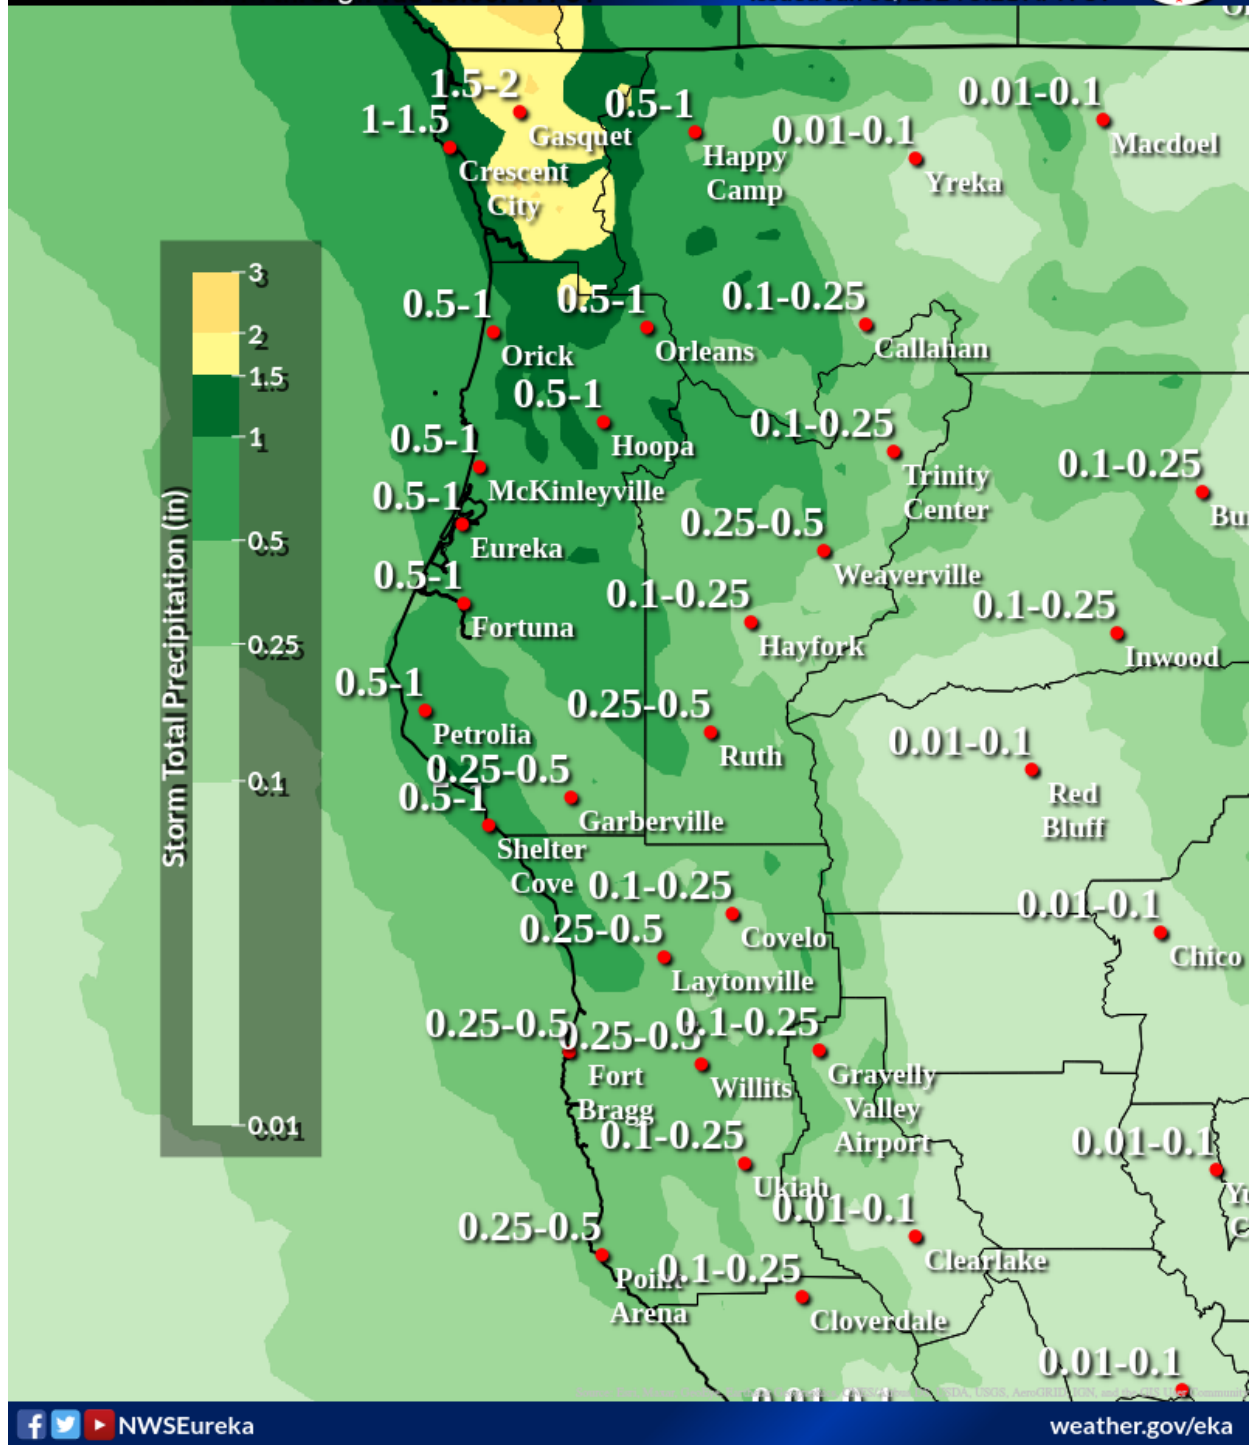 1.5-2
Gasquet
1-1.5
Crescent
City
0.5-1
Happy
Camp
0.01-0.1
Yreka
0.01-0.1
Macdoel
Storm Total Precipitation (in)
3
2
1.5
1
0.5
0.25
0.1
0.01
0.5-1
Orick
0.5-1
Orleans
0.1-0.25
Callahan
0.5-1
Hoopa
0.1-0.25
Trinity
Center
0.5-1
McKinleyville
0.1-0.25
Bu
0.5-1
Eureka
0.25-0.5
Weaverville
0.5-1
Fortuna
0.1-0.25
Hayfork
0.1-0.25
Inwood
0.5-1
Petrolia
0.25-0.5
Ruth
0.01-0.1
Red
Bluff
0.25-0.5
Garberville
0.5-1
Shelter
Cove
0.1-0.25
Covelo
0.01-0.1
Chico
0.25-0.5
Laytonville
0.25-0.5
Fort
Bragg
0.25-0.5
Willits
0.1-0.25
Gravelly
Valley
Airport
0.1-0.25
Ukiah
0.01-0.1
Yu
C
0.01-0.1
Clearlake
0.25-0.5
Point
Arena
0.1-0.25
Cloverdale
0.01-0.1
NWSEureka
weather.gov/eka